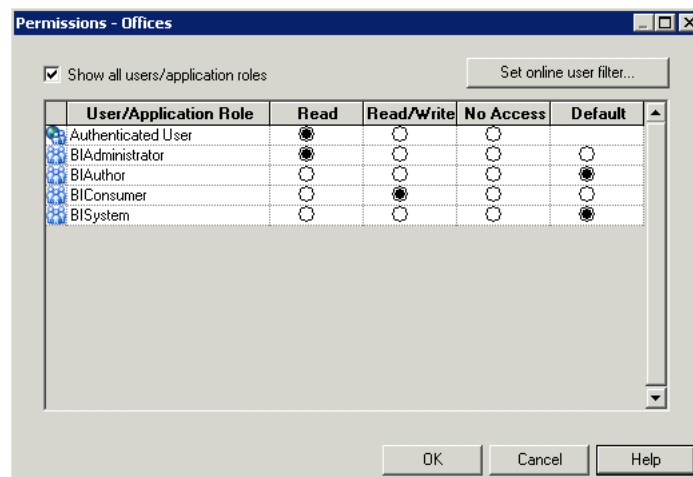 Permissions - Offices
Show all users/application roles
Set online user filter...
User/Application Role Read Read/Write No Access Default
Authenticated User
BIAdministrator
BIAuthor
BIConsumer
BISystem
OK Cancel Help